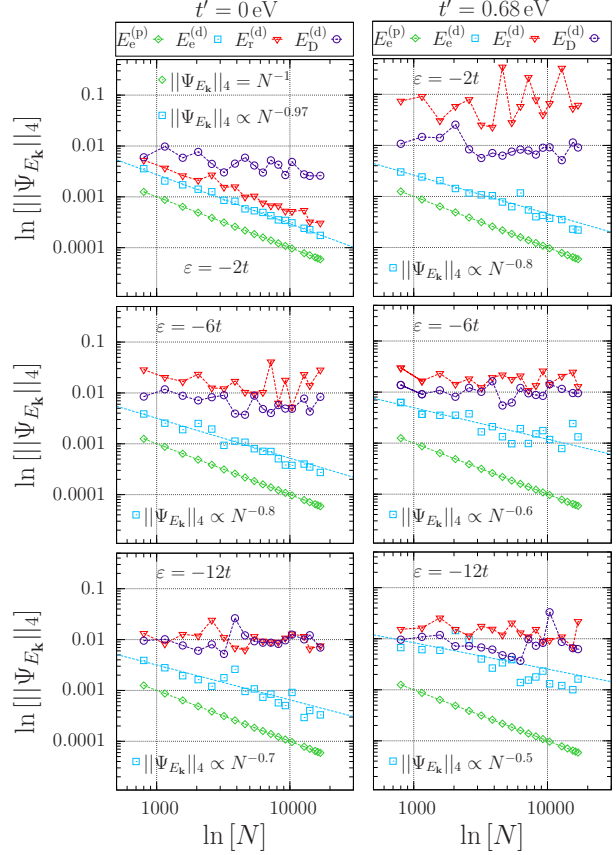 t′ = 0 eV
t′ = 0.68 eV
E_e^(p) E_e^(d) E_r^(d) E_D^(d)
E_e^(p) E_e^(d) E_r^(d) E_D^(d)
ln [||Ψ_{E_k}||_4]
0.1
0.01
0.001
0.0001
||Ψ_{E_k}||_4 = N^{-1}
||Ψ_{E_k}||_4 ∝ N^{-0.97}
ε = −2t
ε = −2t
||Ψ_{E_k}||_4 ∝ N^{-0.8}
ln [||Ψ_{E_k}||_4]
0.1
0.01
0.001
0.0001
ε = −6t
||Ψ_{E_k}||_4 ∝ N^{-0.8}
ε = −6t
||Ψ_{E_k}||_4 ∝ N^{-0.6}
ln [||Ψ_{E_k}||_4]
0.1
0.01
0.001
0.0001
ε = −12t
||Ψ_{E_k}||_4 ∝ N^{-0.7}
ε = −12t
||Ψ_{E_k}||_4 ∝ N^{-0.5}
1000 10000
1000 10000
ln [N]
ln [N]